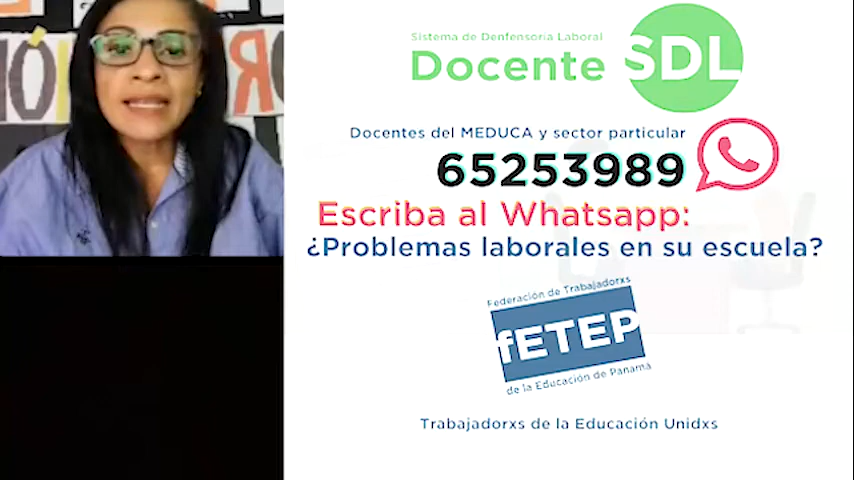 Sistema de Denfensoría Laboral
Docente
SDL
Docentes del MEDUCA y sector particular
65253989
Escriba al Whatsapp:
¿Problemas laborales en su escuela?
Federación de Trabajadorxs
fETEP
de la Educación de Panamá
Trabajadorxs de la Educación Unidxs